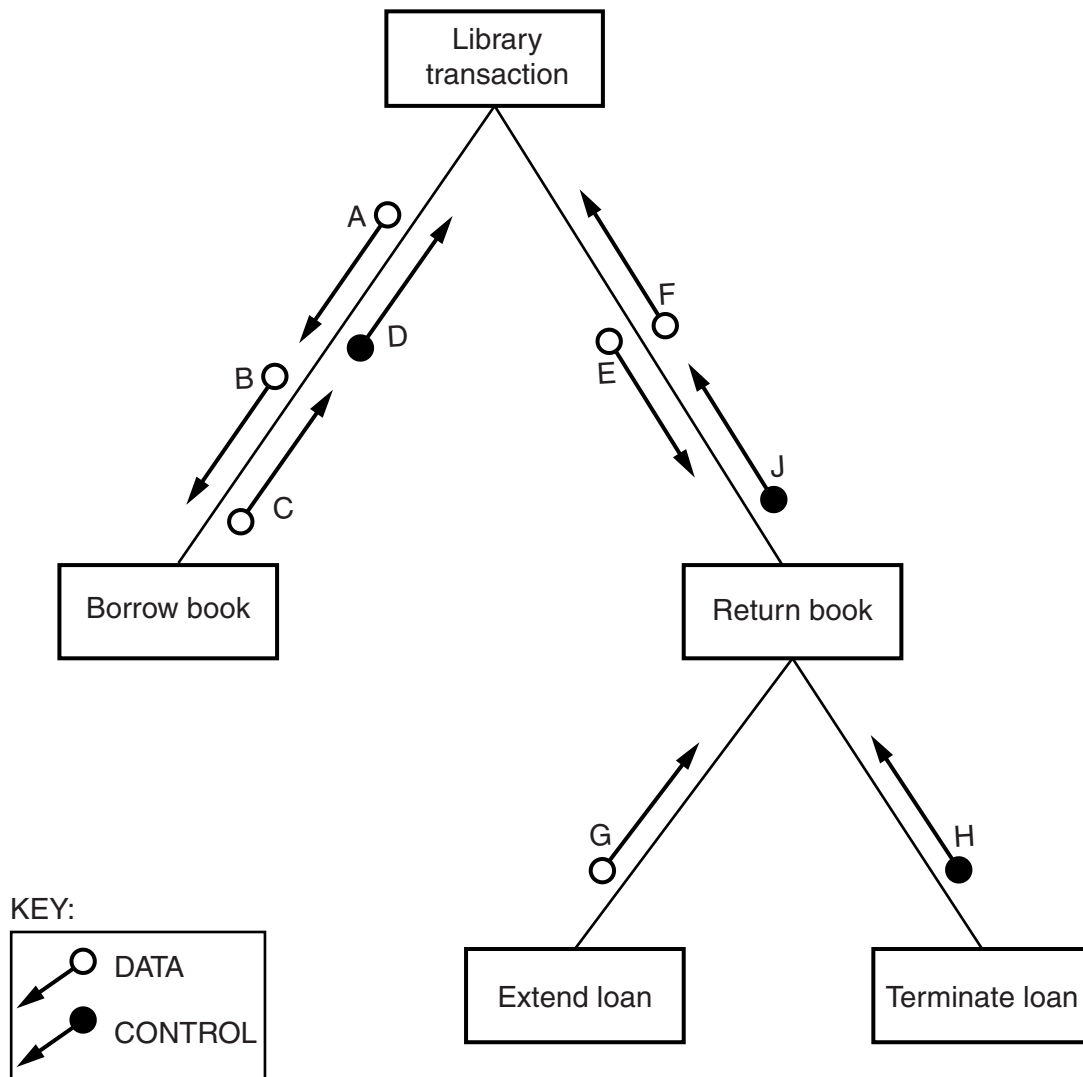 Library
transaction
A
D
B
C
F
E
J
Borrow book
Return book
G
H
KEY:
DATA
CONTROL
Extend loan
Terminate loan